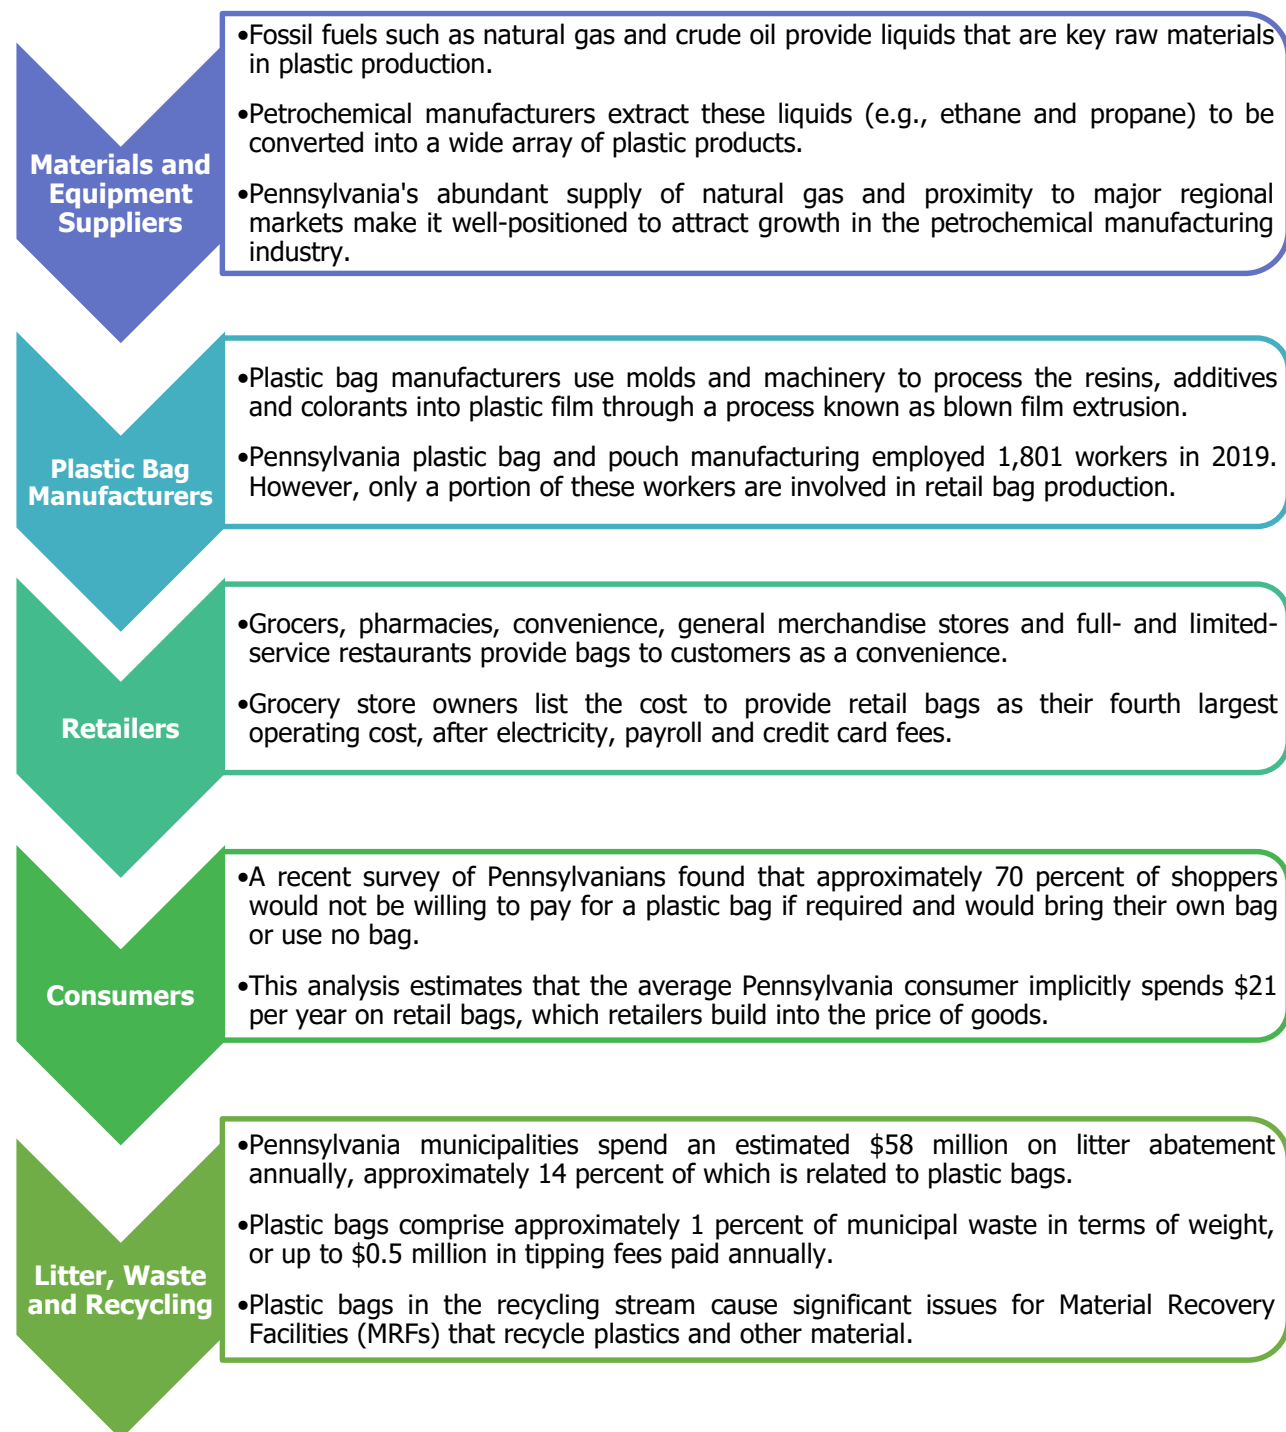 Materials and
Equipment
Suppliers
•Fossil fuels such as natural gas and crude oil provide liquids that are key raw materials
in plastic production.
•Petrochemical manufacturers extract these liquids (e.g., ethane and propane) to be
converted into a wide array of plastic products.
•Pennsylvania's abundant supply of natural gas and proximity to major regional
markets make it well-positioned to attract growth in the petrochemical manufacturing
industry.
Plastic Bag
Manufacturers
•Plastic bag manufacturers use molds and machinery to process the resins, additives
and colorants into plastic film through a process known as blown film extrusion.
•Pennsylvania plastic bag and pouch manufacturing employed 1,801 workers in 2019.
However, only a portion of these workers are involved in retail bag production.
Retailers
•Grocers, pharmacies, convenience, general merchandise stores and full- and limited-
service restaurants provide bags to customers as a convenience.
•Grocery store owners list the cost to provide retail bags as their fourth largest
operating cost, after electricity, payroll and credit card fees.
Consumers
•A recent survey of Pennsylvanians found that approximately 70 percent of shoppers
would not be willing to pay for a plastic bag if required and would bring their own bag
or use no bag.
•This analysis estimates that the average Pennsylvania consumer implicitly spends $21
per year on retail bags, which retailers build into the price of goods.
Litter, Waste
and Recycling
•Pennsylvania municipalities spend an estimated $58 million on litter abatement
annually, approximately 14 percent of which is related to plastic bags.
•Plastic bags comprise approximately 1 percent of municipal waste in terms of weight,
or up to $0.5 million in tipping fees paid annually.
•Plastic bags in the recycling stream cause significant issues for Material Recovery
Facilities (MRFs) that recycle plastics and other material.